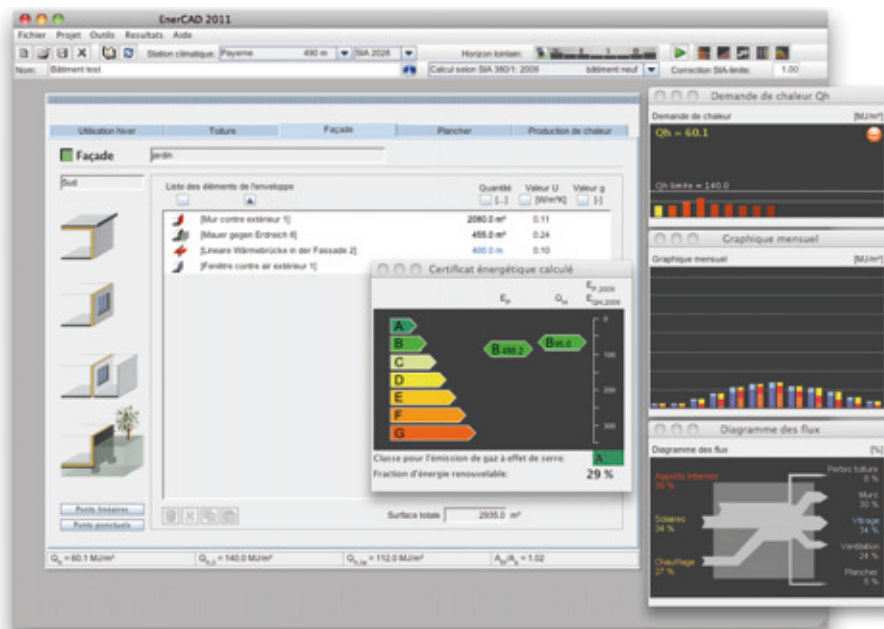 EnerCAD 2011
Fichier Projet Outils Resultats Aide
Station climatique: Payerne 490 m SIA 2028 Horizon lointain:
Nom: Bâtiment test Calcul selon SIA 380/1: 2009 bâtiment neuf Correction SIA-limite: 1.00
Utilisation hiver Toiture Façade Plancher Production de chaleur
Façade jardin
Sud
Liste des éléments de l'enveloppe Quantité Valeur U Valeur g
[...] [W/m²K] [-]
[Mur contre extérieur 1] 2080.0 m² 0.11
[Mauer gegen Erdreich 8] 455.0 m² 0.24
[Lineare Wärmebrücke in der Fassade 2] 400.0 m 0.10
[Fenêtre contre air extérieur 1]
Ponts linéaires
Ponts ponctuels
Surface totale 2935.0 m²
Qh = 60.1 MJ/m² = 140.0 MJ/m² = 112.0 MJ/m² = 1.02
Certificat énergétique calculé
EP,2009
EP QH EQH,2009
A
B
C
D
E
F
G
B 488.2 B 95.0
0
100
200
300
Classe pour l'émission de gaz à effet de serre: A
Fraction d'énergie renouvelable: 29 %
Demande de chaleur Qh
Demande de chaleur [MJ/m²]
Qh = 60.1
Qh limite = 140.0
Graphique mensuel
Graphique mensuel [MJ/m²]
Diagramme des flux
Diagramme des flux [%]
Apports internes
39 %
Solaires
34 %
Chauffage
27 %
Pertes toiture
8 %
Murs
30 %
Vitrage
34 %
Ventilation
24 %
Plancher
5 %